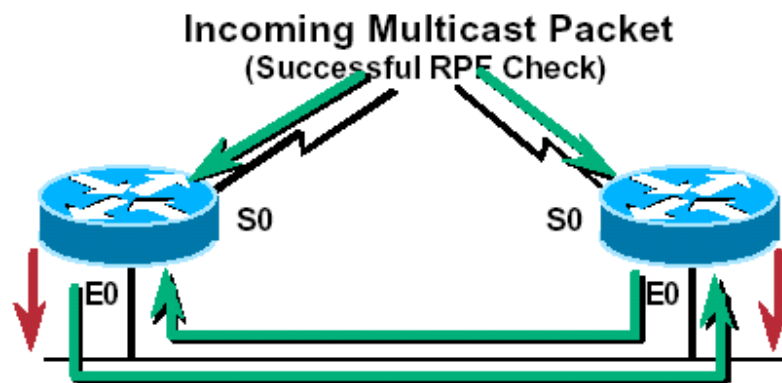 Incoming Multicast Packet
(Successful RPF Check)
S0
S0
E0
E0